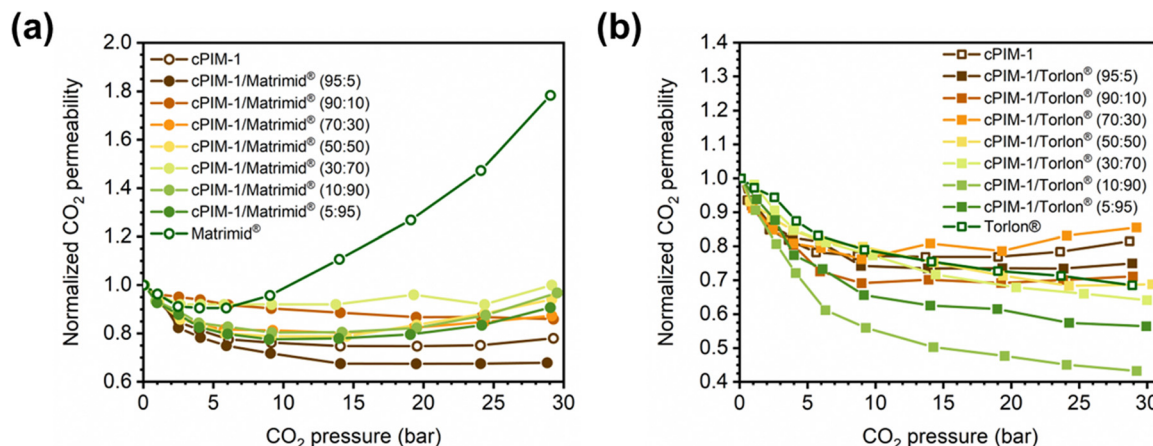 (a)
2.0
1.8
1.6
1.4
1.2
1.0
0.8
0.6
Normalized CO₂ permeability
cPIM-1
cPIM-1/Matrimid® (95:5)
cPIM-1/Matrimid® (90:10)
cPIM-1/Matrimid® (70:30)
cPIM-1/Matrimid® (50:50)
cPIM-1/Matrimid® (30:70)
cPIM-1/Matrimid® (10:90)
cPIM-1/Matrimid® (5:95)
Matrimid®
0 5 10 15 20 25 30
CO₂ pressure (bar)
(b)
1.4
1.3
1.2
1.1
1.0
0.9
0.8
0.7
0.6
0.5
0.4
Normalized CO₂ permeability
cPIM-1
cPIM-1/Torlon® (95:5)
cPIM-1/Torlon® (90:10)
cPIM-1/Torlon® (70:30)
cPIM-1/Torlon® (50:50)
cPIM-1/Torlon® (30:70)
cPIM-1/Torlon® (10:90)
cPIM-1/Torlon® (5:95)
Torlon®
0 5 10 15 20 25 30
CO₂ pressure (bar)